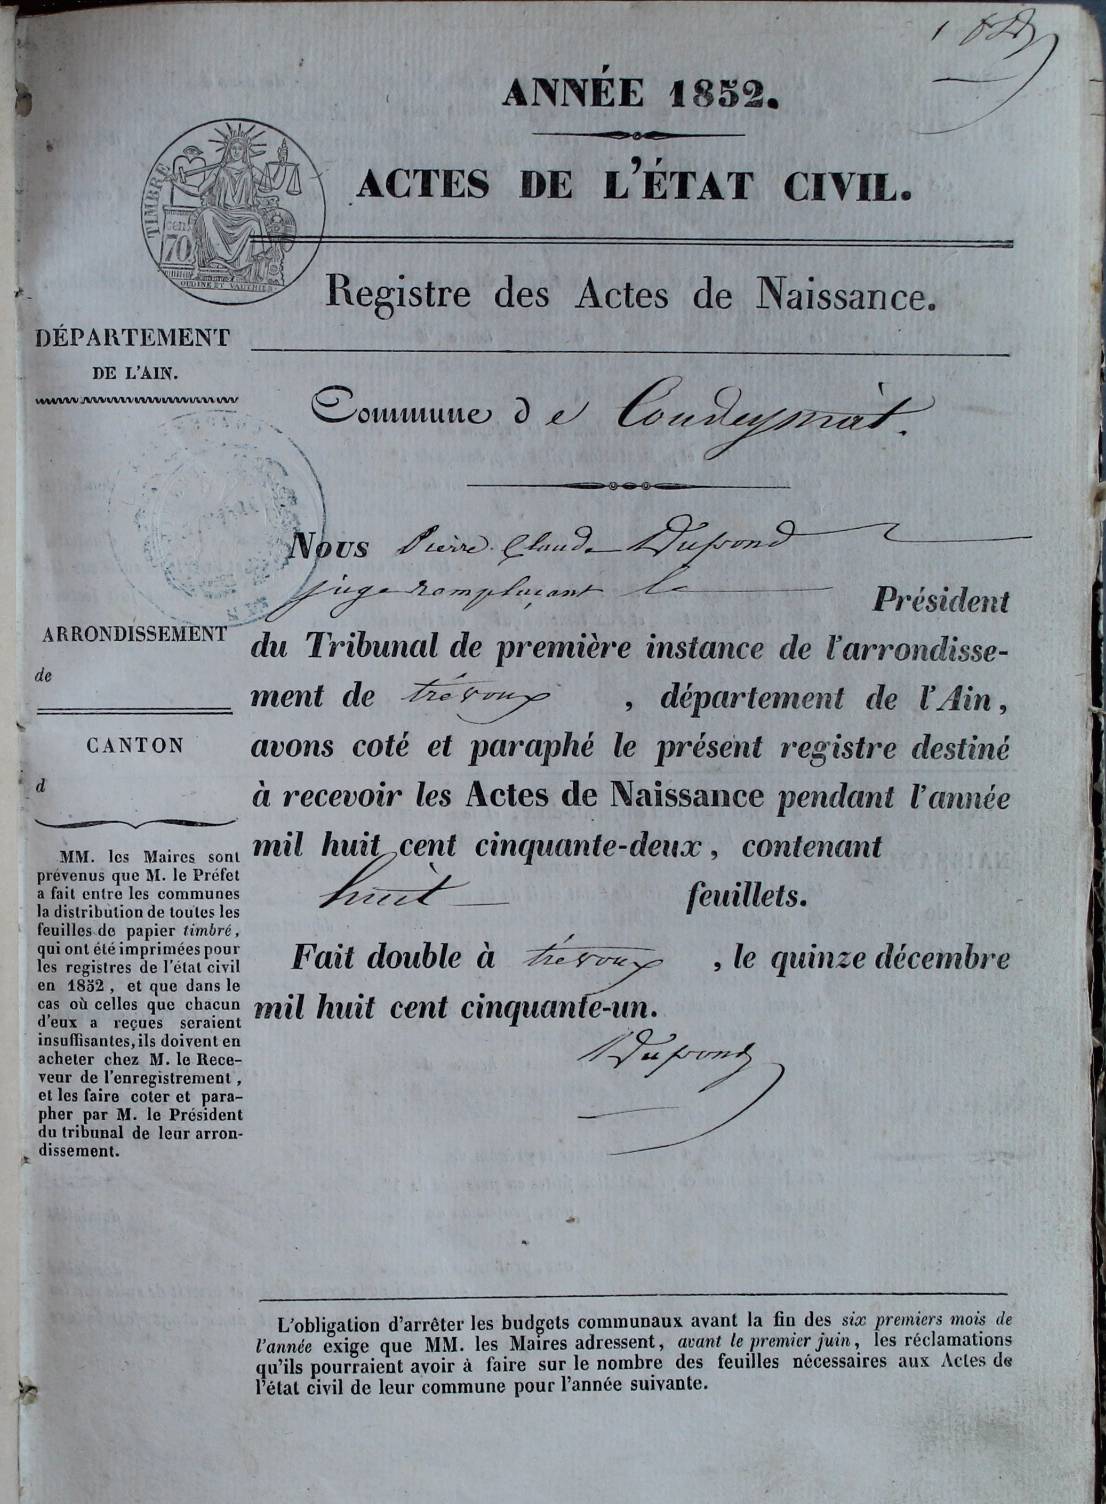 ANNÉE 1852.
ACTES DE L'ÉTAT CIVIL.
TIMBRE
cen
70
OUDINÉ ET VAUTHIER
Registre des Actes de Naissance.
DÉPARTEMENT
DE L'AIN.
Commune de Condeymiat.
Nous Pierre Claude Dupond
juge remplaçant le Président
du Tribunal de première instance de l'arrondisse-
ment de trévoux , département de l'Ain,
avons coté et paraphé le présent registre destiné
à recevoir les Actes de Naissance pendant l'année
mil huit cent cinquante-deux, contenant
huit feuillets.
Fait double à trévoux , le quinze décembre
mil huit cent cinquante-un.
Dupond
ARRONDISSEMENT
de
CANTON
d
MM. les Maires sont
prévenus que M. le Préfet
a fait entre les communes
la distribution de toutes les
feuilles de papier timbré,
qui ont été imprimées pour
les registres de l'état civil
en 1852, et que dans le
cas où celles que chacun
d'eux a reçues seraient
insuffisantes, ils doivent en
acheter chez M. le Rece-
veur de l'enregistrement,
et les faire coter et para-
pher par M. le Président
du tribunal de leur arron-
dissement.
L'obligation d'arrêter les budgets communaux avant la fin des six premiers mois de
l'année exige que MM. les Maires adressent, avant le premier juin, les réclamations
qu'ils pourraient avoir à faire sur le nombre des feuilles nécessaires aux Actes de
l'état civil de leur commune pour l'année suivante.